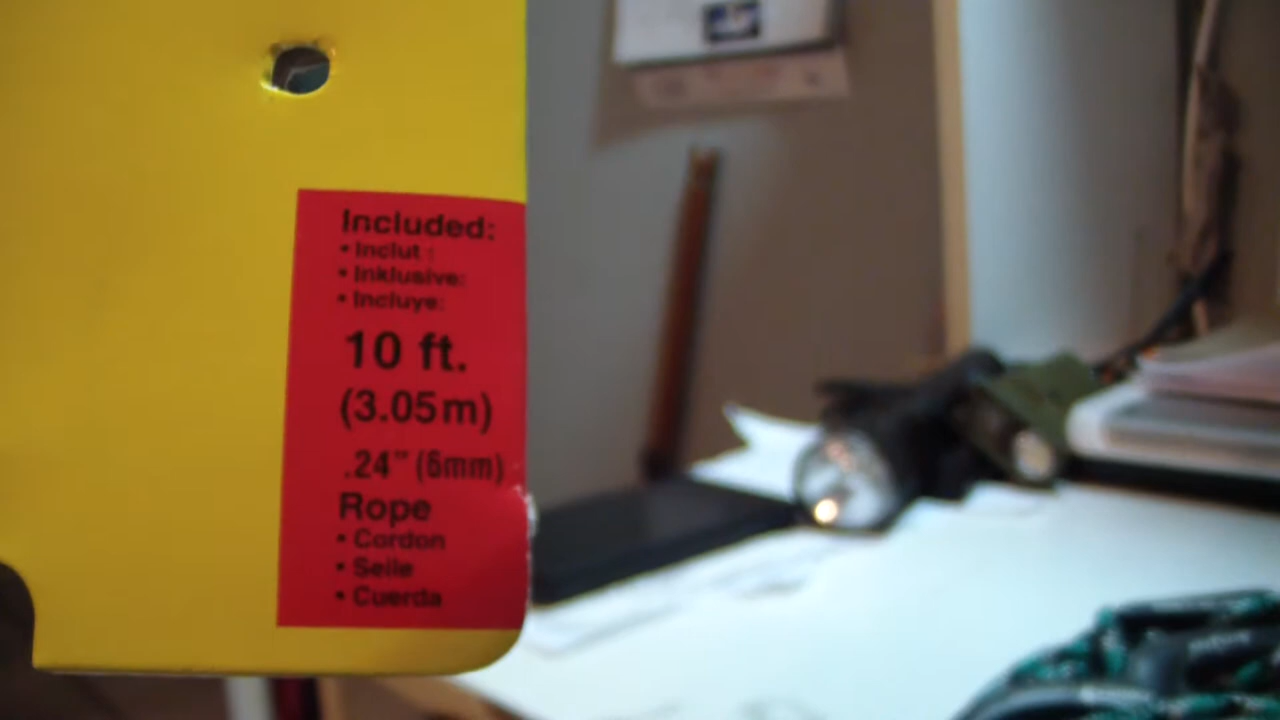 Included:
• Inclut :
• Inklusive:
• Incluye:
10 ft.
(3.05m)
.24" (6mm)
Rope
• Cordon
• Seile
• Cuerda